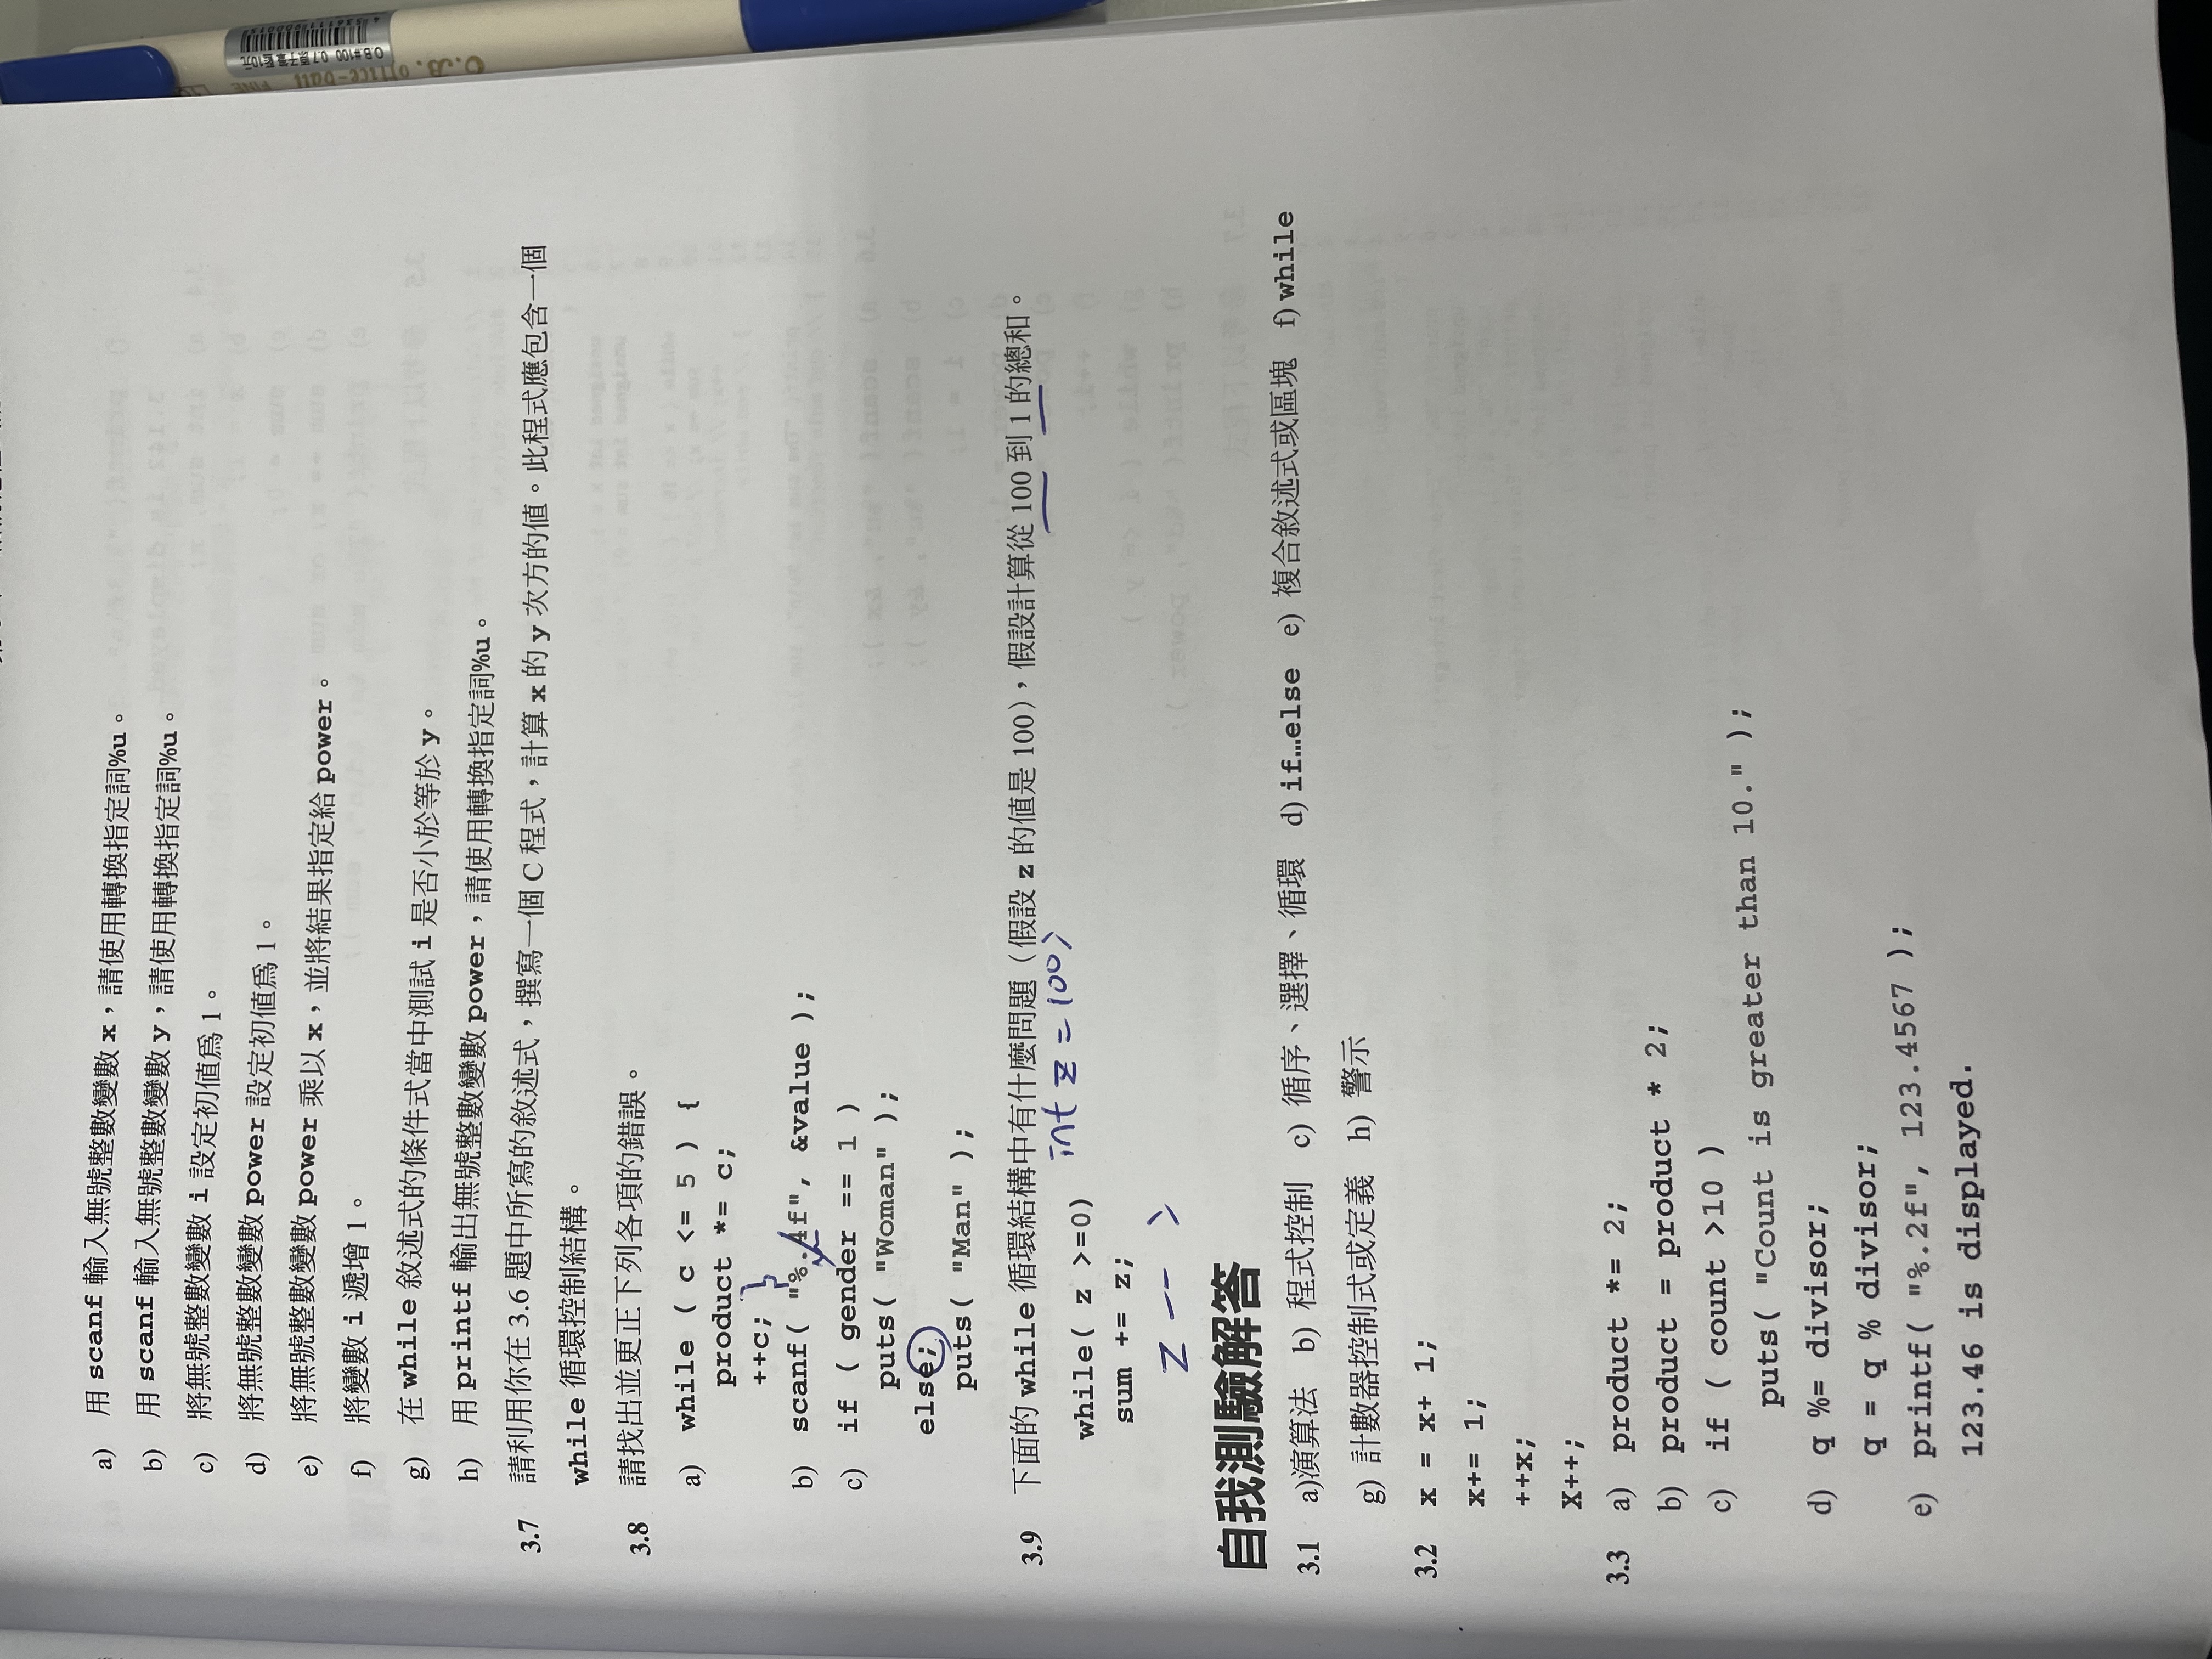 a) 用 scanf 輸入無號整數變數 x，請使用轉換指定詞%u。
b) 用 scanf 輸入無號整數變數 y，請使用轉換指定詞%u。
c) 將無號整數變數 i 設定初值為 1。
d) 將無號整數變數 power 設定初值為 1。
e) 將無號整數變數 power 乘以 x，並將結果指定給 power。
f) 將變數 i 遞增 1。
g) 在 while 敘述式的條件式當中測試 i 是否小於等於 y。
h) 用 printf 輸出無號整數變數 power，請使用轉換指定詞%u。
3.7 請利用你在 3.6 題中所寫的敘述式，撰寫一個 C 程式，計算 x 的 y 次方的值。此程式應包含一個
while 循環控制結構。
3.8 請找出並更正下列各項的錯誤。
a) while ( c <= 5 ) {
product *= c;
++c; }
b) scanf( "%.4f", &value );
c) if ( gender == 1 )
puts( "Woman" );
else;
puts( "Man" );
3.9 下面的 while 循環結構中有什麼問題（假設 z 的值是 100），假設計算從 100 到 1 的總和。
int z = 100;
while( z >=0)
sum += z;
z -- ;
自我測驗解答
3.1 a)演算法 b) 程式控制 c) 循序、選擇、循環 d) if…else e) 複合敘述式或區塊 f) while
g) 計數器控制式或定義 h) 警示
3.2 x = x+ 1;
x+= 1;
++x;
X++;
3.3 a) product *= 2;
b) product = product * 2;
c) if ( count >10 )
puts( "Count is greater than 10." );
d) q %= divisor;
q = q % divisor;
e) printf( "%.2f", 123.4567 );
123.46 is displayed.